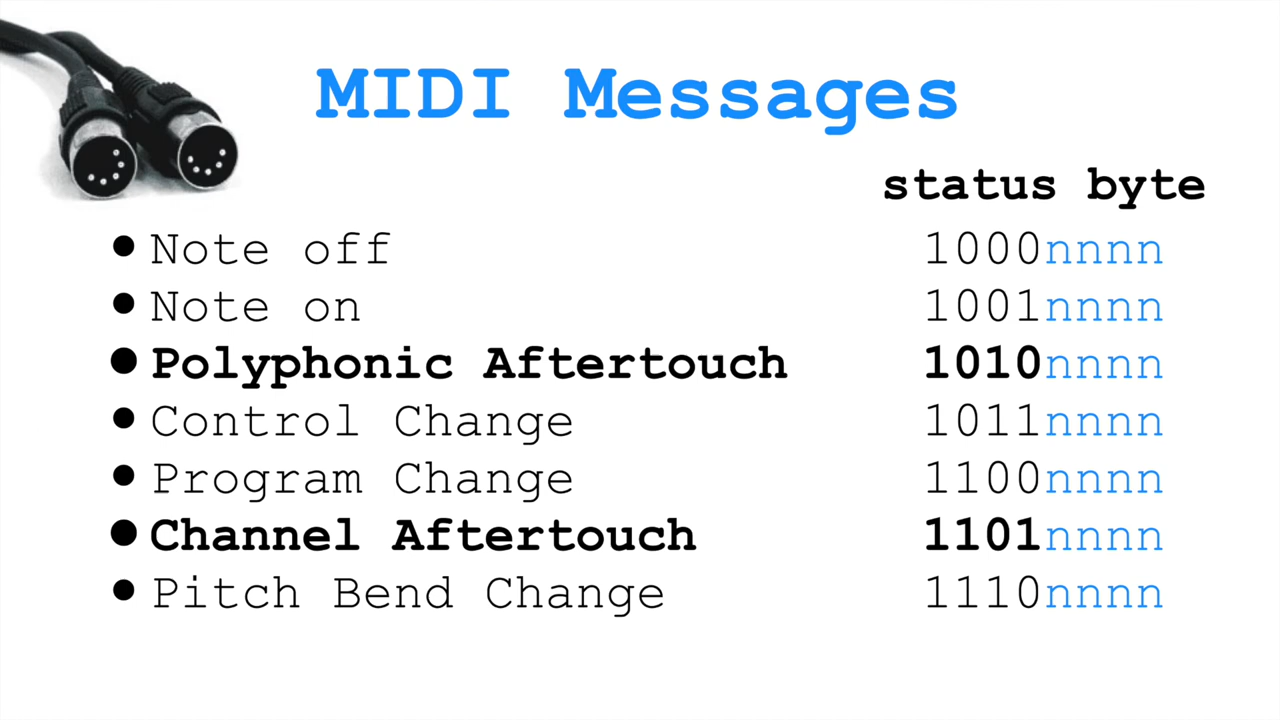 MIDI Messages
status byte
• Note off 1000nnnn
• Note on 1001nnnn
• Polyphonic Aftertouch 1010nnnn
• Control Change 1011nnnn
• Program Change 1100nnnn
• Channel Aftertouch 1101nnnn
• Pitch Bend Change 1110nnnn